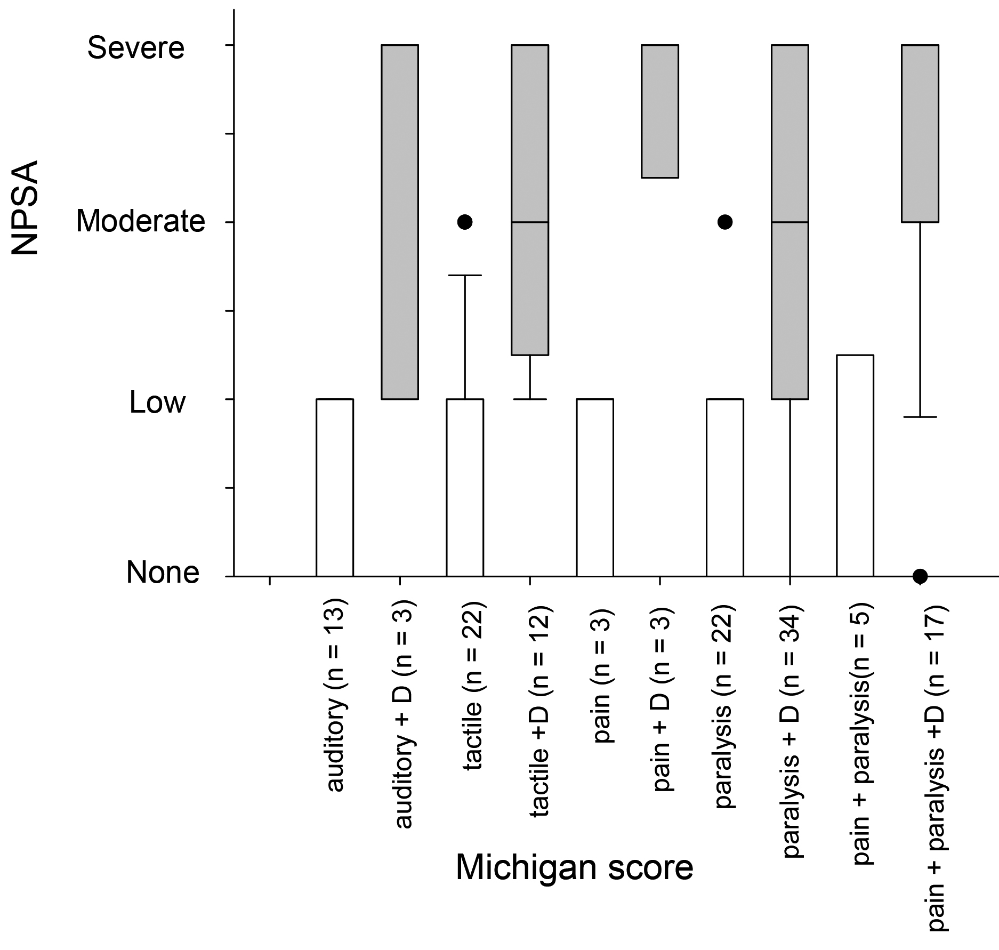 NPSA
Severe
Moderate
Low
None
auditory (n = 13)
auditory + D (n = 3)
tactile (n = 22)
tactile +D (n = 12)
pain (n = 3)
pain + D (n = 3)
paralysis (n = 22)
paralysis + D (n = 34)
pain + paralysis(n = 5)
pain + paralysis +D (n = 17)
Michigan score